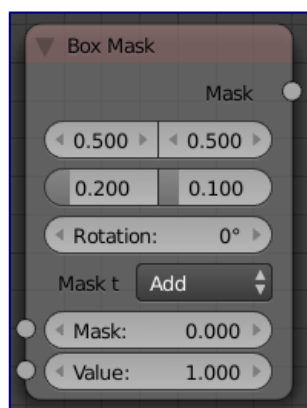 Box Mask
Mask
0.500 0.500
0.200 0.100
Rotation: 0°
Mask t Add
Mask: 0.000
Value: 1.000